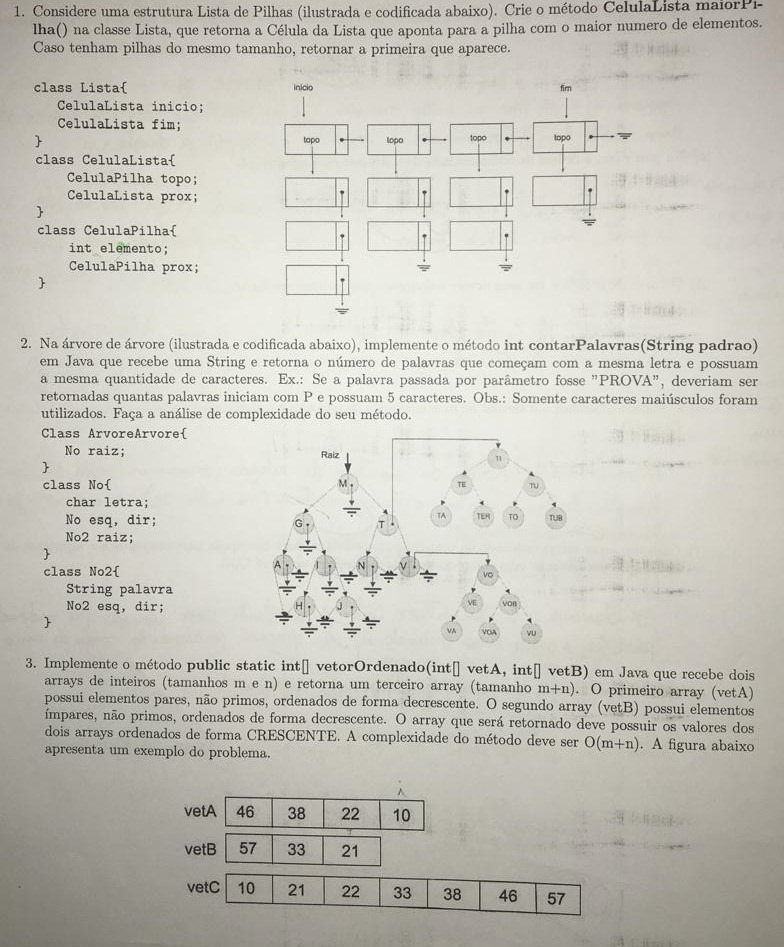 1. Considere uma estrutura Lista de Pilhas (ilustrada e codificada abaixo). Crie o método CelulaLista maiorPi-
lha() na classe Lista, que retorna a Célula da Lista que aponta para a pilha com o maior numero de elementos.
Caso tenham pilhas do mesmo tamanho, retornar a primeira que aparece.
class Lista{
CelulaLista inicio;
CelulaLista fim;
}
class CelulaLista{
CelulaPilha topo;
CelulaLista prox;
}
class CelulaPilha{
int elemento;
CelulaPilha prox;
}
inicio
fim
topo topo topo topo
2. Na árvore de árvore (ilustrada e codificada abaixo), implemente o método int contarPalavras(String padrao)
em Java que recebe uma String e retorna o número de palavras que começam com a mesma letra e possuam
a mesma quantidade de caracteres. Ex.: Se a palavra passada por parâmetro fosse "PROVA", deveriam ser
retornadas quantas palavras iniciam com P e possuam 5 caracteres. Obs.: Somente caracteres maiúsculos foram
utilizados. Faça a análise de complexidade do seu método.
Class ArvoreArvore{
No raiz;
}
class No{
char letra;
No esq, dir;
No2 raiz;
}
class No2{
String palavra
No2 esq, dir;
}
Raiz
M
G T
A I N V
H J
TI
TE TU
TA TER TO TUB
VO
VE VOB
VA VOA VU
3. Implemente o método public static int[] vetorOrdenado(int[] vetA, int[] vetB) em Java que recebe dois
arrays de inteiros (tamanhos m e n) e retorna um terceiro array (tamanho m+n). O primeiro array (vetA)
possui elementos pares, não primos, ordenados de forma decrescente. O segundo array (vetB) possui elementos
ímpares, não primos, ordenados de forma decrescente. O array que será retornado deve possuir os valores dos
dois arrays ordenados de forma CRESCENTE. A complexidade do método deve ser O(m+n). A figura abaixo
apresenta um exemplo do problema.
vetA 46 38 22 10
vetB 57 33 21
vetC 10 21 22 33 38 46 57